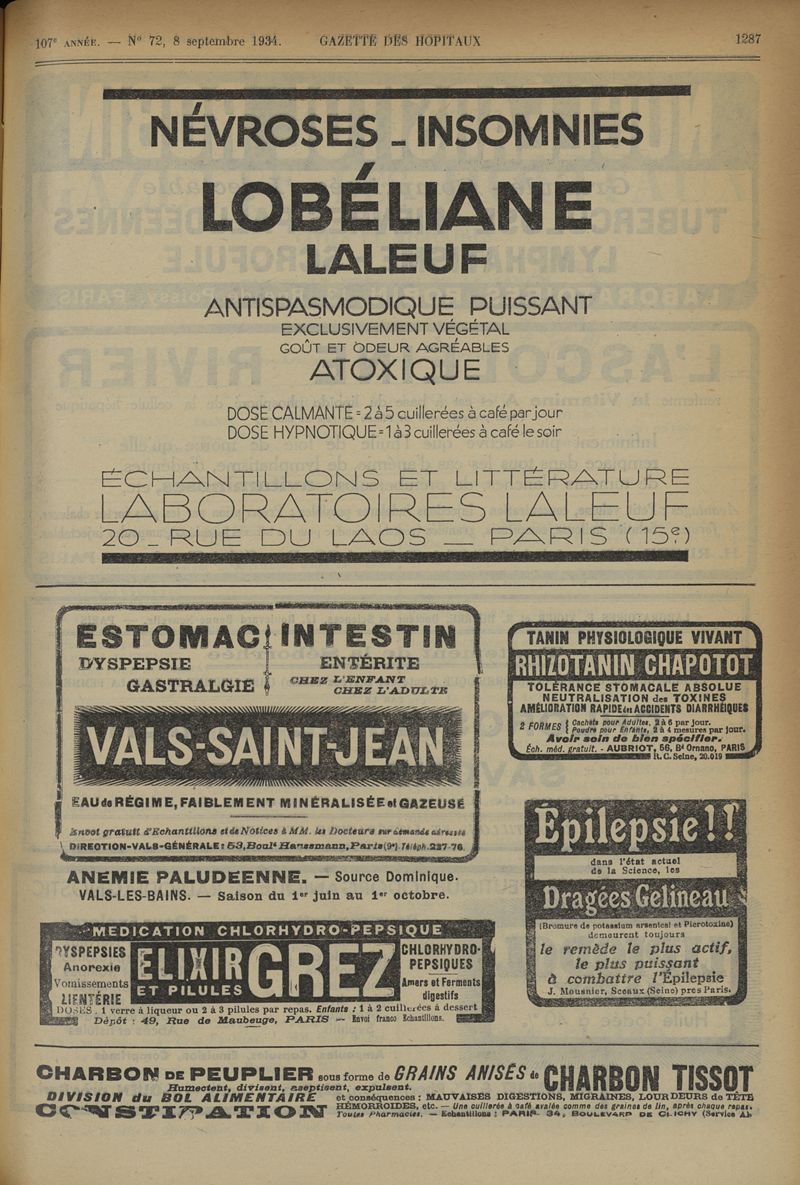 107e ANNÉE. — N° 72, 8 septembre 1934. GAZETTE DES HOPITAUX 1287
NÉVROSES - INSOMNIES
LOBÉLIANE
LALEUF
ANTISPASMODIQUE PUISSANT
EXCLUSIVEMENT VÉGÉTAL
GOÛT ET ODEUR AGRÉABLES
ATOXIQUE
DOSE CALMANTE = 2 à 5 cuillerées à café par jour
DOSE HYPNOTIQUE = 1 à 3 cuillerées à café le soir
ÉCHANTILLONS ET LITTÉRATURE
LABORATOIRES LALEUF
20 - RUE DU LAOS — PARIS (15e)
ESTOMAC INTESTIN
DYSPEPSIE ENTÉRITE
GASTRALGIE CHEZ L'ENFANT
CHEZ L'ADULTE
VALS-SAINT-JEAN
EAU de RÉGIME, FAIBLEMENT MINÉRALISÉE et GAZEUSE
Envoi gratuit d'Echantillons et de Notices à MM. les Docteurs sur demande adressée
DIRECTION-VALS-GÉNÉRALE : 53, Boult Haussmann, Paris (9e). Téléph. 227-76.
ANEMIE PALUDEENNE. — Source Dominique.
VALS-LES-BAINS. — Saison du 1er juin au 1er octobre.
TANIN PHYSIOLOGIQUE VIVANT
RHIZOTANIN CHAPOTOT
TOLÉRANCE STOMACALE ABSOLUE
NEUTRALISATION des TOXINES
AMÉLIORATION RAPIDE des ACCIDENTS DIARRHÉIQUES
2 FORMES { Cachets pour Adultes, 2 à 6 par jour.
Poudre pour Enfants, 2 à 4 mesures par jour.
Avoir soin de bien spécifier.
Éch. méd. gratuit. - AUBRIOT, 56, Bd Ornano, PARIS
R. C. Seine, 20.019
Épilepsie!!
dans l'état actuel
de la Science, les
Dragées Gelineau
(Bromure de potassium arsenical et Picrotoxine)
demeurent toujours
le remède le plus actif,
le plus puissant
à combattre l'Épilepsie
J. Mousnier, Sceaux (Seine) près Paris.
MEDICATION CHLORHYDRO-PEPSIQUE
DYSPEPSIES
Anorexie
Vomissements
LIENTÉRIE
ELIXIR
ET PILULES
GREZ
CHLORHYDRO-
PEPSIQUES
Amers et Ferments
digestifs
DOSES. 1 verre à liqueur ou 2 à 3 pilules par repas. Enfants : 1 à 2 cuillerées à dessert
Dépôt : 49, Rue de Maubeuge, PARIS — Envoi franco Echantillons.
CHARBON DE PEUPLIER sous forme de GRAINS ANISÉS de CHARBON TISSOT
Humectent, divisent, aseptisent, expulsent.
DIVISION du BOL ALIMENTAIRE et conséquences : MAUVAISES DIGESTIONS, MIGRAINES, LOURDEURS de TÊTE
CONSTIPATION HÉMORROIDES, etc. — Une cuillerée à café avalée comme des graines de lin, après chaque repas.
Toutes Pharmacies. — Echantillons : PARIS- 34, BOULEVARD DE CLICHY (Service A).